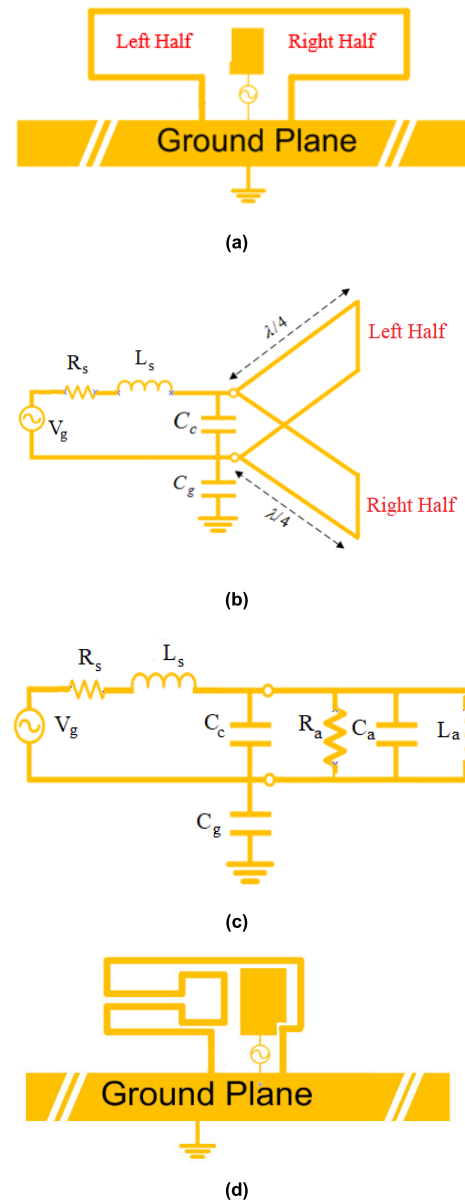 Left Half Right Half
Ground Plane
(a)
λ/4
Left Half
Rs Ls
Vg
Cc
Cg
λ/4
Right Half
(b)
Rs Ls
Vg
Cc Ra Ca La
Cg
(c)
Ground Plane
(d)